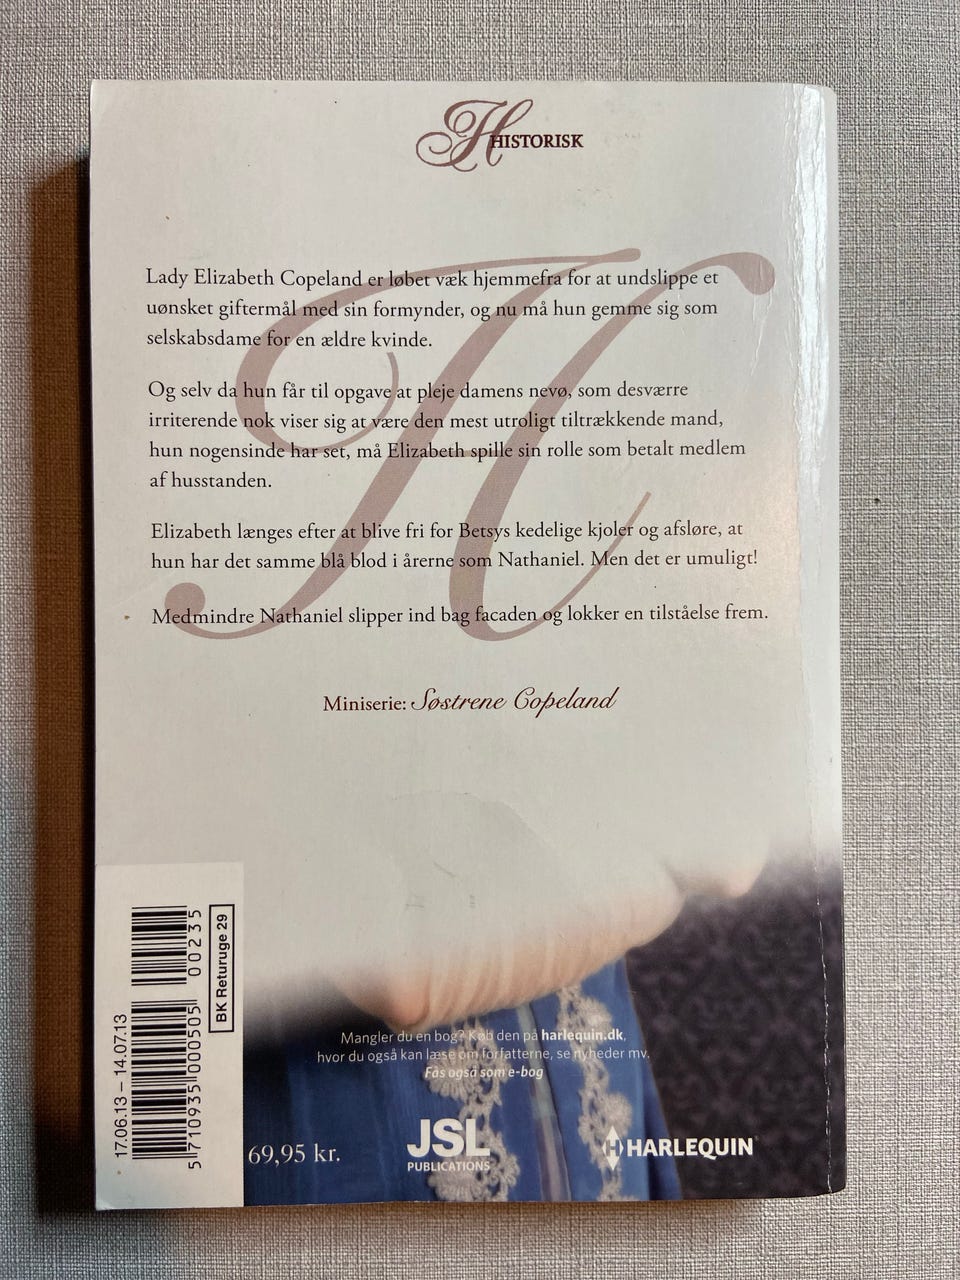 H HISTORISK
Lady Elizabeth Copeland er løbet væk hjemmefra for at undslippe et
uønsket giftermål med sin formynder, og nu må hun gemme sig som
selskabsdame for en ældre kvinde.
Og selv da hun får til opgave at pleje damens nevø, som desværre
irriterende nok viser sig at være den mest utroligt tiltrækkende mand,
hun nogensinde har set, må Elizabeth spille sin rolle som betalt medlem
af husstanden.
Elizabeth længes efter at blive fri for Betsys kedelige kjoler og afsløre, at
hun har det samme blå blod i årerne som Nathaniel. Men det er umuligt!
Medmindre Nathaniel slipper ind bag facaden og lokker en tilståelse frem.
Miniserie: Søstrene Copeland
H
17.06.13 – 14.07.13
5 710935 000505
00235
BK Returuge 29
Mangler du en bog? Køb den på harlequin.dk,
hvor du også kan læse om forfatterne, se nyheder mv.
Fås også som e-bog
69,95 kr.
JSL
PUBLICATIONS
H HARLEQUIN®